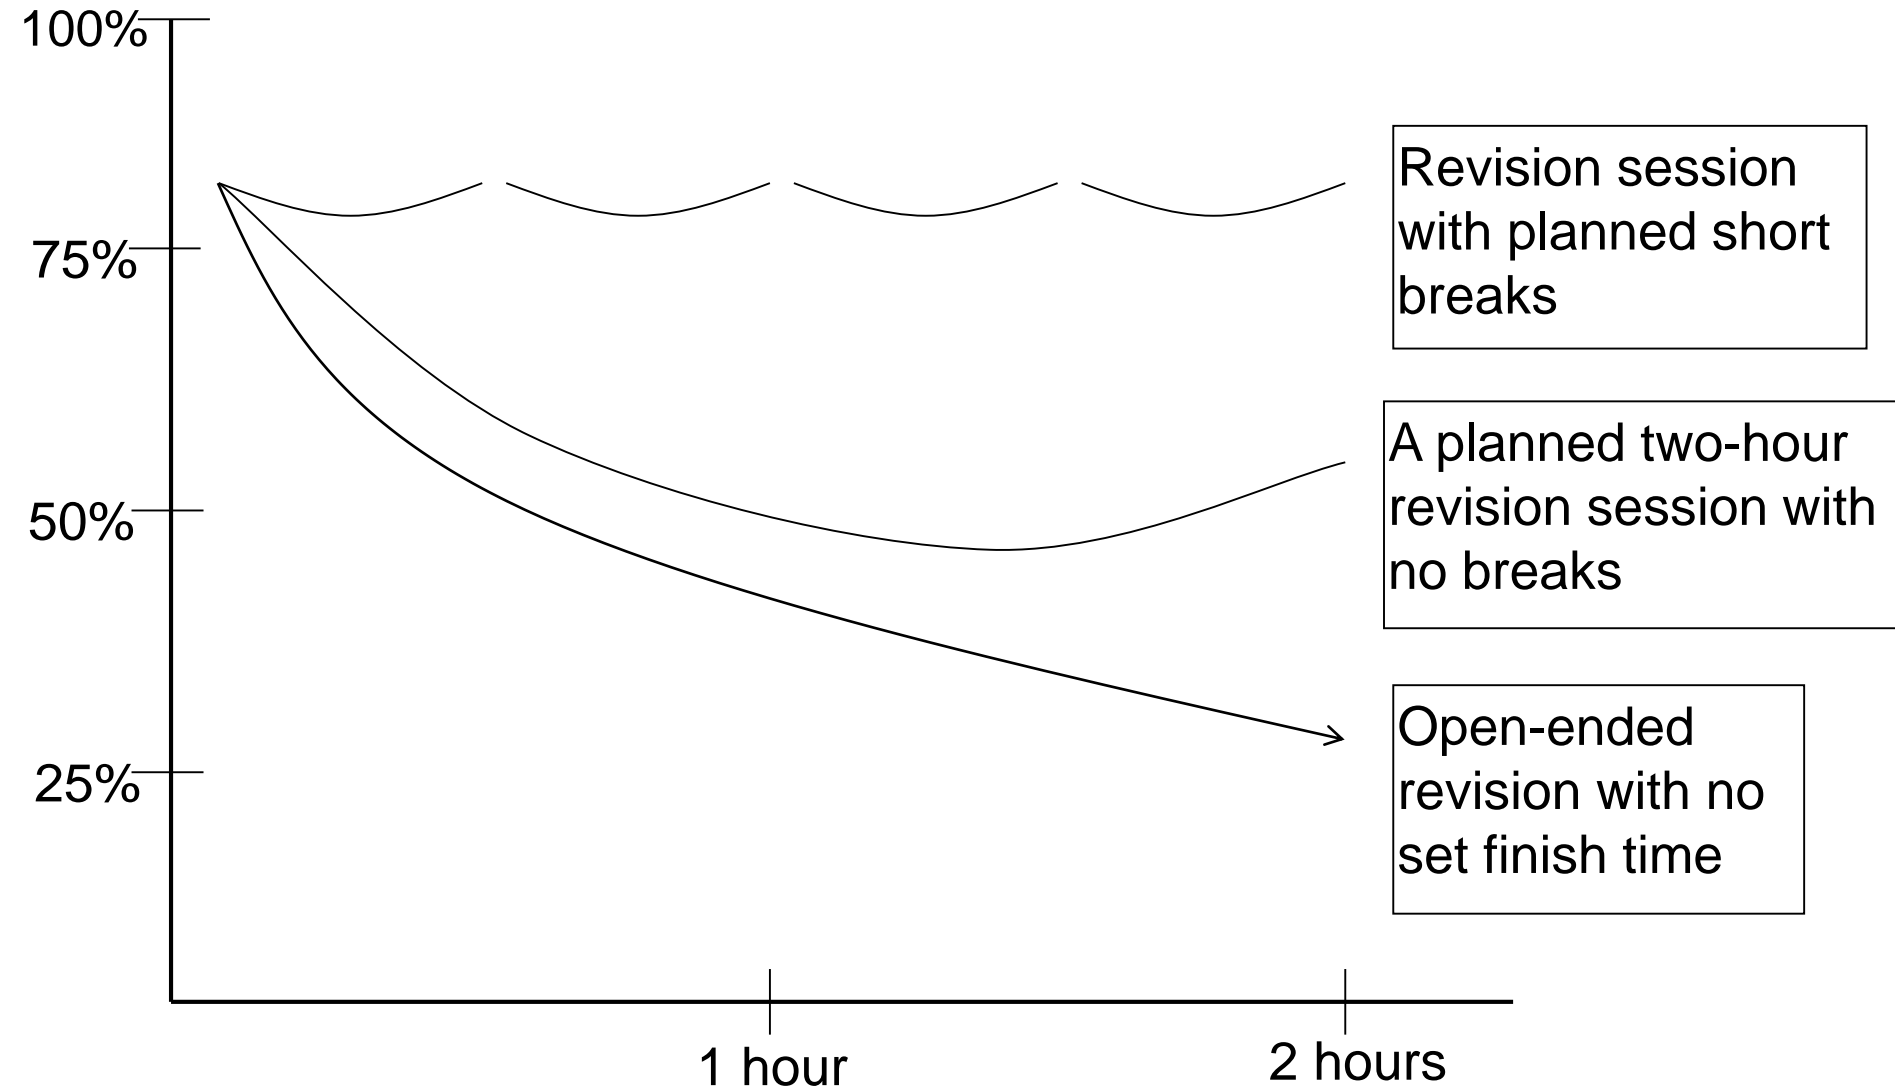 100%
75%
50%
25%
1 hour
2 hours
Revision session
with planned short
breaks
A planned two-hour
revision session with
no breaks
Open-ended
revision with no
set finish time